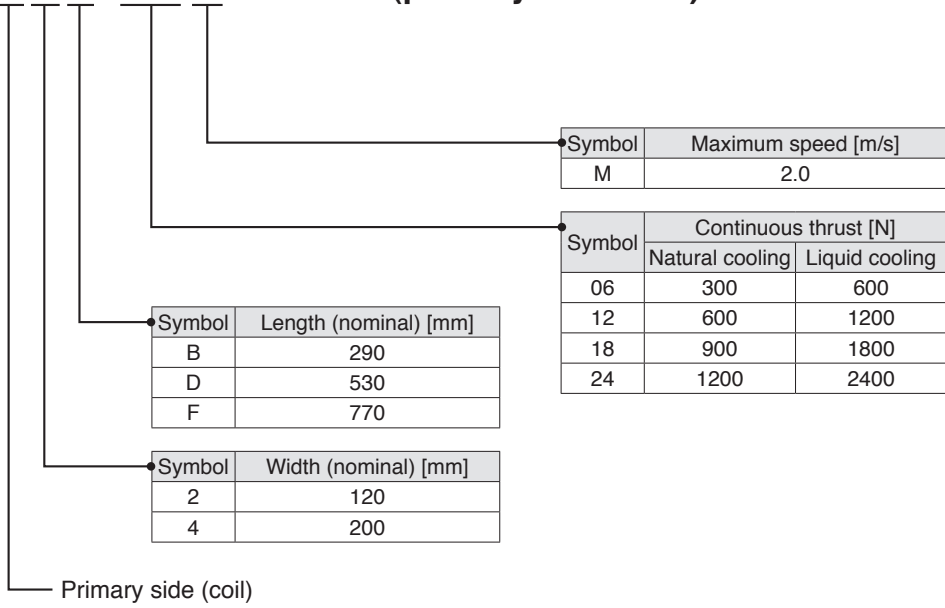 Symbol Maximum speed [m/s]
M 2.0
Symbol Continuous thrust [N]
Natural cooling Liquid cooling
06 300 600
12 600 1200
18 900 1800
24 1200 2400
Symbol Length (nominal) [mm]
B 290
D 530
F 770
Symbol Width (nominal) [mm]
2 120
4 200
Primary side (coil)